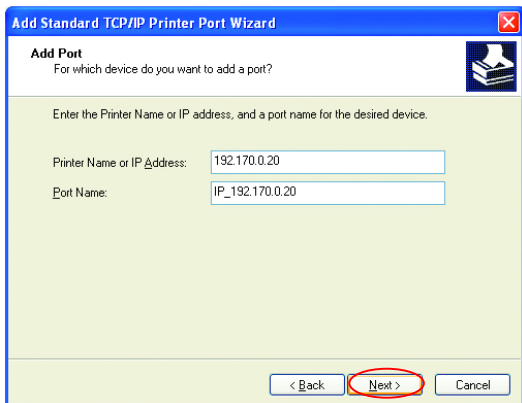 Add Standard TCP/IP Printer Port Wizard
Add Port
For which device do you want to add a port?
Enter the Printer Name or IP address, and a port name for the desired device.
Printer Name or IP Address: 192.170.0.20
Port Name: IP_192.170.0.20
< Back Next > Cancel